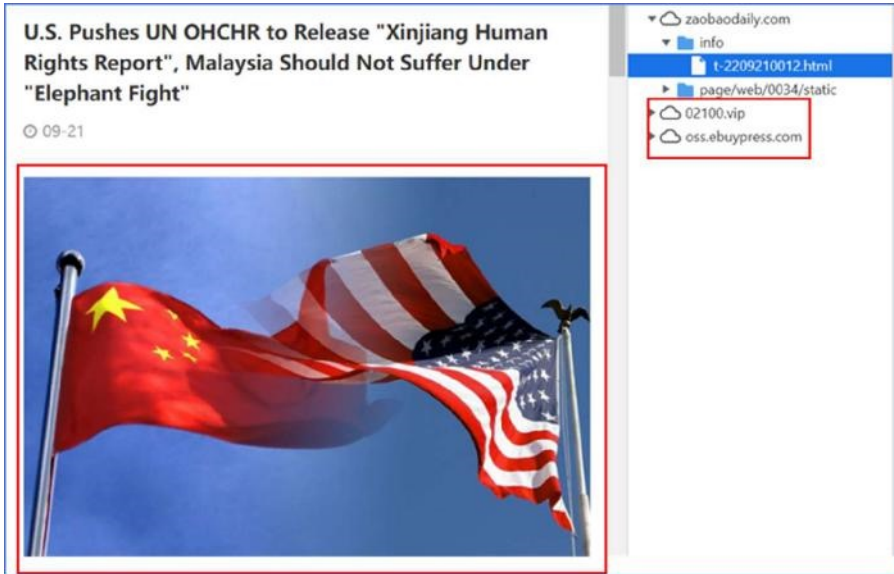 U.S. Pushes UN OHCHR to Release "Xinjiang Human
Rights Report", Malaysia Should Not Suffer Under
"Elephant Fight"
09-21
zaobaodaily.com
info
t-2209210012.html
page/web/0034/static
02100.vip
oss.ebuypress.com